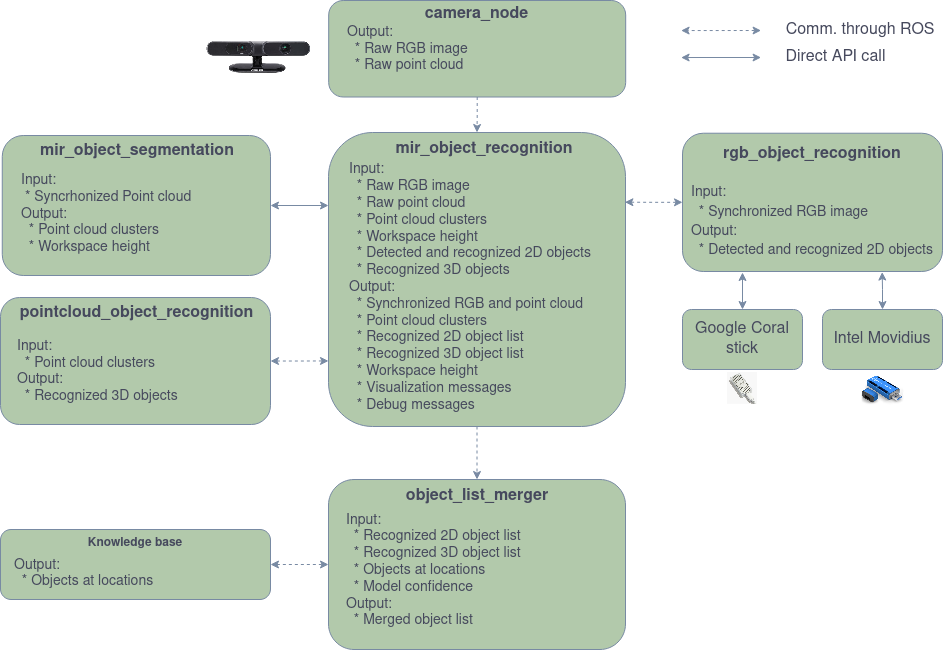 camera_node
Output:
* Raw RGB image
* Raw point cloud
Comm. through ROS
Direct API call
mir_object_segmentation
Input:
* Syncrhonized Point cloud
Output:
* Point cloud clusters
* Workspace height
mir_object_recognition
Input:
* Raw RGB image
* Raw point cloud
* Point cloud clusters
* Workspace height
* Detected and recognized 2D objects
* Recognized 3D objects
Output:
* Synchronized RGB and point cloud
* Point cloud clusters
* Recognized 2D object list
* Recognized 3D object list
* Workspace height
* Visualization messages
* Debug messages
rgb_object_recognition
Input:
* Synchronized RGB image
Output:
* Detected and recognized 2D objects
pointcloud_object_recognition
Input:
* Point cloud clusters
Output:
* Recognized 3D objects
Google Coral
stick
Intel Movidius
object_list_merger
Input:
* Recognized 2D object list
* Recognized 3D object list
* Objects at locations
* Model confidence
Output:
* Merged object list
Knowledge base
Output:
* Objects at locations